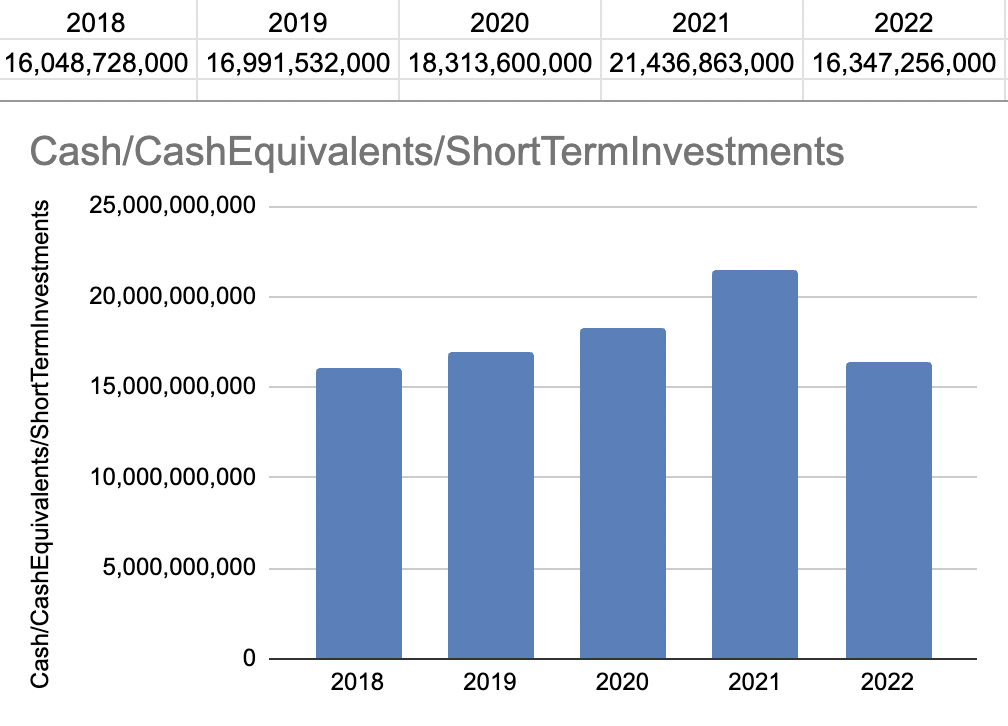 2018 2019 2020 2021 2022
16,048,728,000 16,991,532,000 18,313,600,000 21,436,863,000 16,347,256,000
Cash/CashEquivalents/ShortTermInvestments
Cash/CashEquivalents/ShortTermInvestments
25,000,000,000
20,000,000,000
15,000,000,000
10,000,000,000
5,000,000,000
0
2018 2019 2020 2021 2022